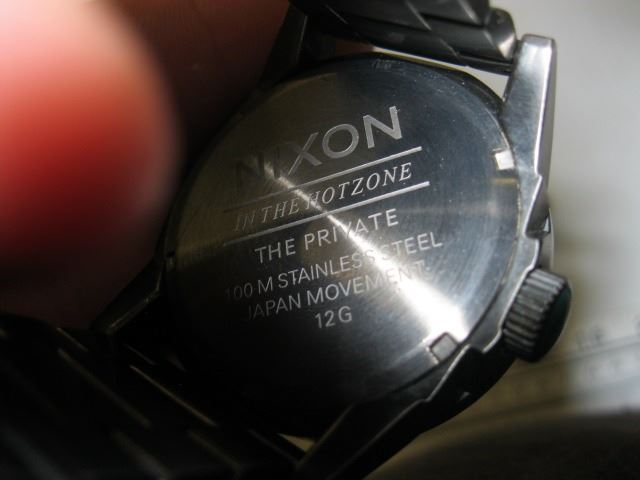 NIXON
IN THE HOTZONE
THE PRIVATE
100 M STAINLESS STEEL
JAPAN MOVEMENT
12G